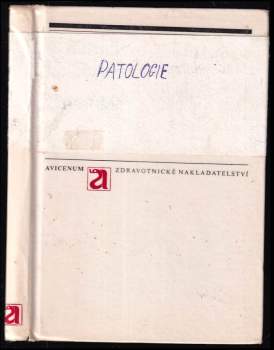 PATOLOGIE
AVICENUM a ZDRAVOTNICKÉ NAKLADATELSTVÍ
a